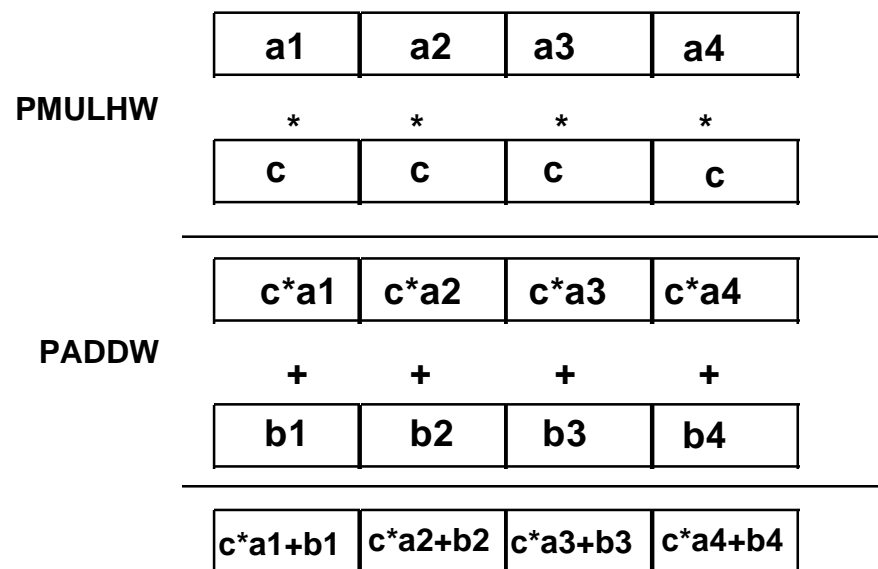 a1 a2 a3 a4
PMULHW
* * * *
c c c c
c*a1 c*a2 c*a3 c*a4
PADDW
+ + + +
b1 b2 b3 b4
c*a1+b1 c*a2+b2 c*a3+b3 c*a4+b4